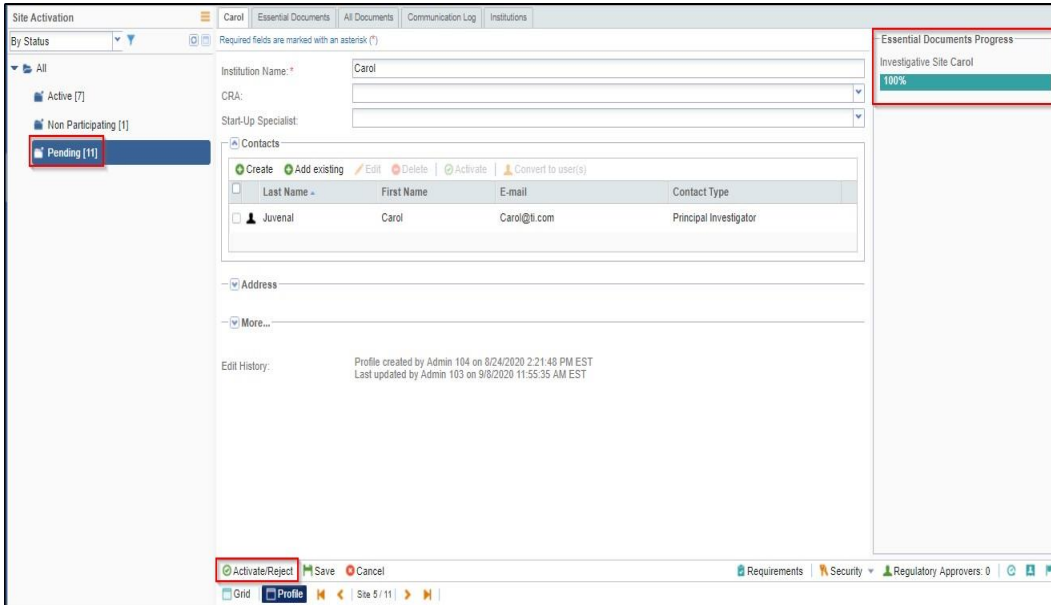 Site Activation
By Status
All
Active [7]
Non Participating [1]
Pending [11]
Carol Essential Documents All Documents Communication Log Institutions
Required fields are marked with an asterisk (*)
Institution Name: * Carol
CRA:
Start-Up Specialist:
Contacts
Create Add existing Edit Delete Activate Convert to user(s)
Last Name First Name E-mail Contact Type
Juvenal Carol Carol@ti.com Principal Investigator
Address
More...
Edit History: Profile created by Admin 104 on 8/24/2020 2:21:48 PM EST
Last updated by Admin 103 on 9/8/2020 11:55:35 AM EST
Essential Documents Progress
Investigative Site Carol
100%
Activate/Reject Save Cancel Requirements Security Regulatory Approvers: 0
Grid Profile Site 5 / 11